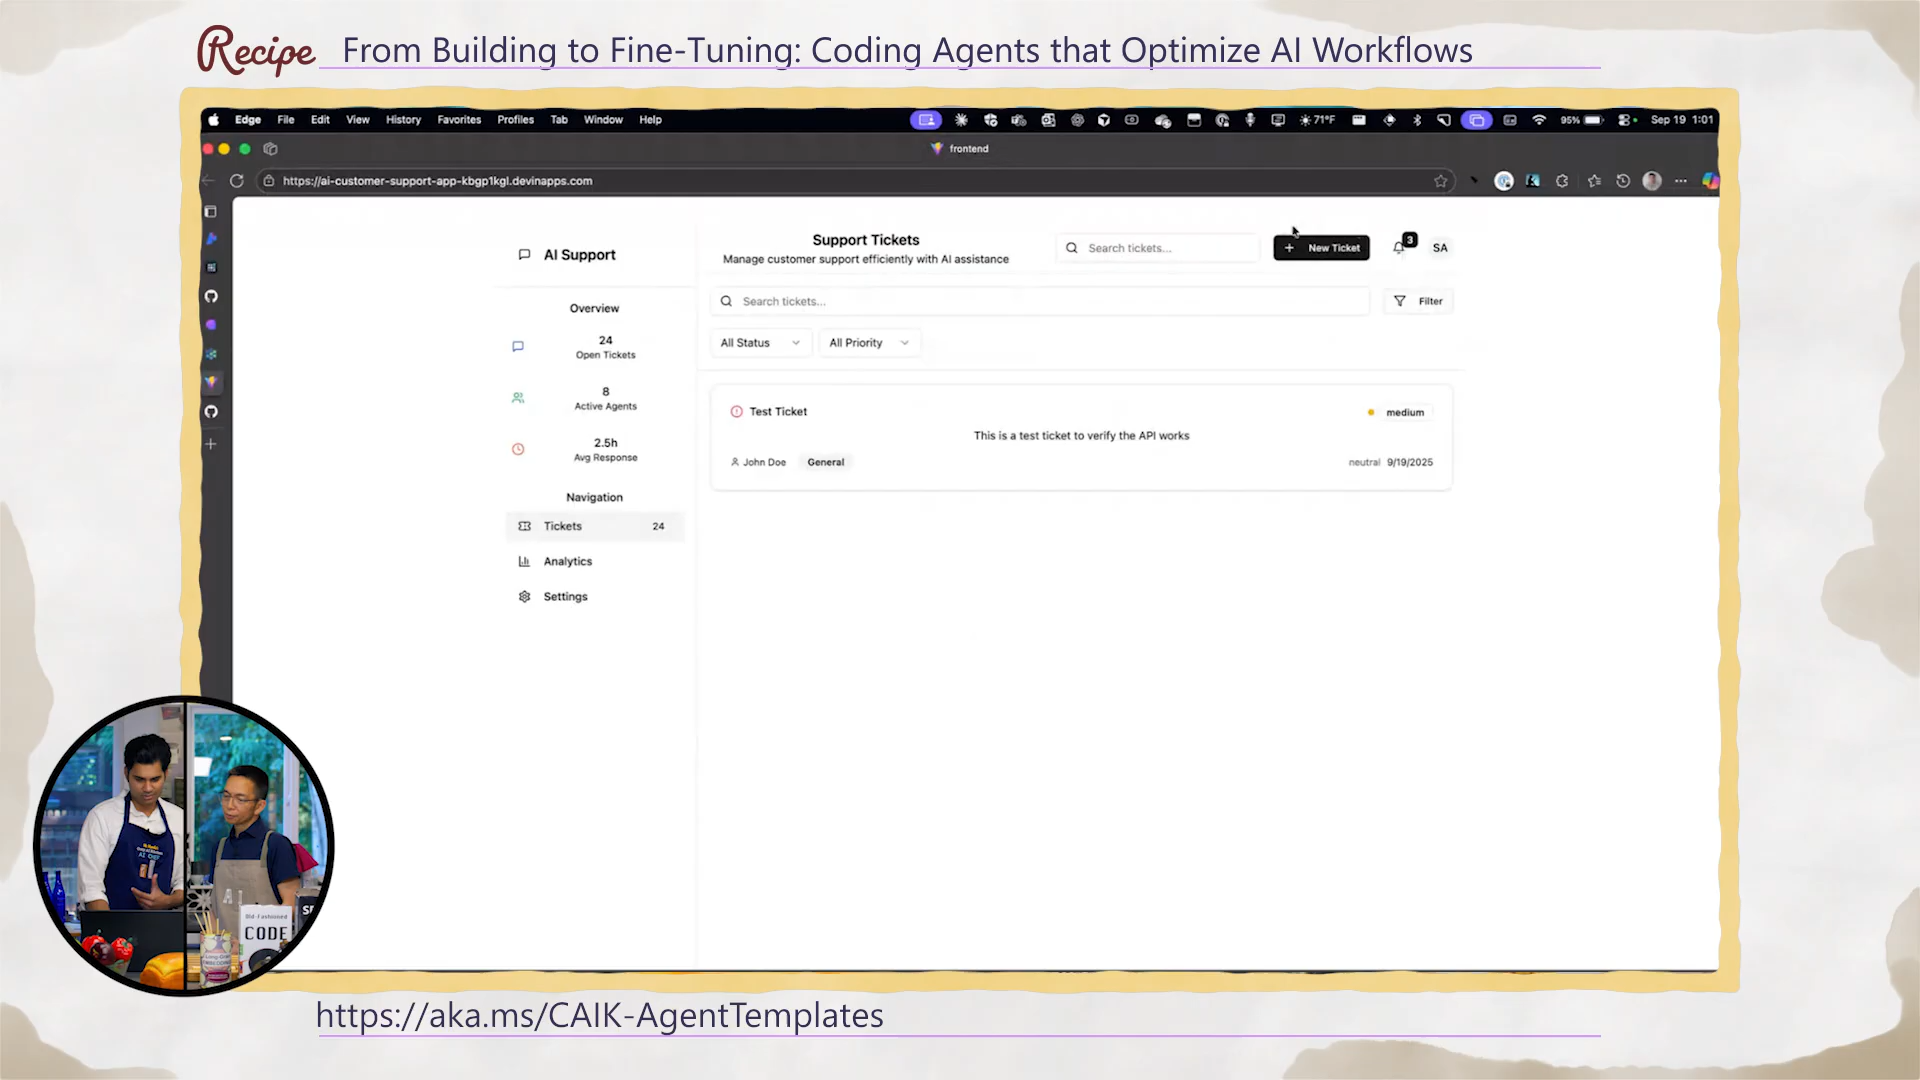 Recipe From Building to Fine-Tuning: Coding Agents that Optimize AI Workflows
Edge File Edit View History Favorites Profiles Tab Window Help
71°F 95% Sep 19 1:01
frontend
https://ai-customer-support-app-kbgp1kgl.devinapps.com
AI Support
Overview
24
Open Tickets
8
Active Agents
2.5h
Avg Response
Navigation
Tickets 24
Analytics
Settings
Support Tickets
Manage customer support efficiently with AI assistance
Search tickets...
+ New Ticket
3
SA
Search tickets...
Filter
All Status
All Priority
Test Ticket
medium
This is a test ticket to verify the API works
John Doe General
neutral 9/19/2025
AI CHEF
AI
Old-Fashioned
CODE
https://aka.ms/CAIK-AgentTemplates